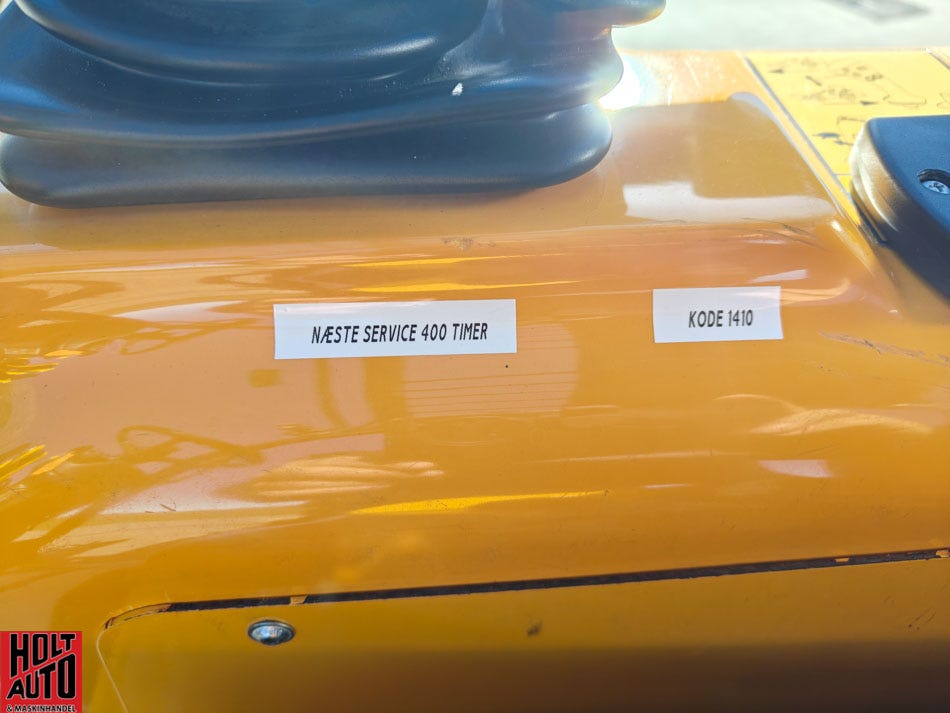 NÆSTE SERVICE 400 TIMER
KODE 1410
HOLT
AUTO
& MASKINHANDEL